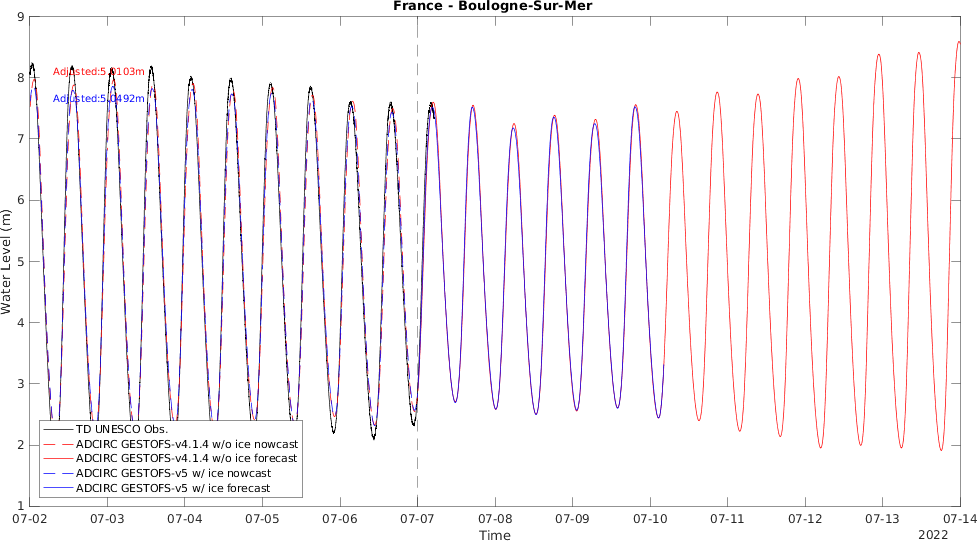 France - Boulogne-Sur-Mer
9
8
7
6
5
4
3
2
1
Water Level (m)
Adjusted:5.0103m
Adjusted:5.0492m
TD UNESCO Obs.
ADCIRC GESTOFS-v4.1.4 w/o ice nowcast
ADCIRC GESTOFS-v4.1.4 w/o ice forecast
ADCIRC GESTOFS-v5 w/ ice nowcast
ADCIRC GESTOFS-v5 w/ ice forecast
07-02 07-03 07-04 07-05 07-06 07-07 07-08 07-09 07-10 07-11 07-12 07-13 07-14
Time
2022